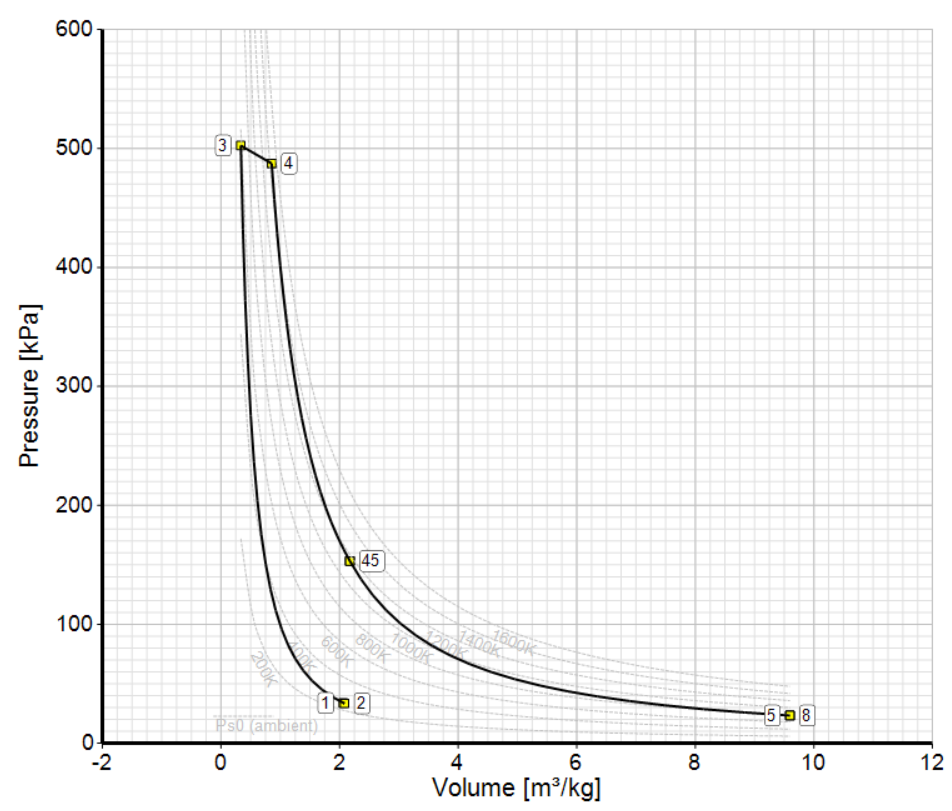 600
500
3
4
400
Pressure [kPa]
300
200
45
100
200K
400K
600K
800K
1000K
1200K
1400K
1600K
1
2
5
8
Ps0 (ambient)
0
-2
0
2
4
6
8
10
12
Volume [m³/kg]